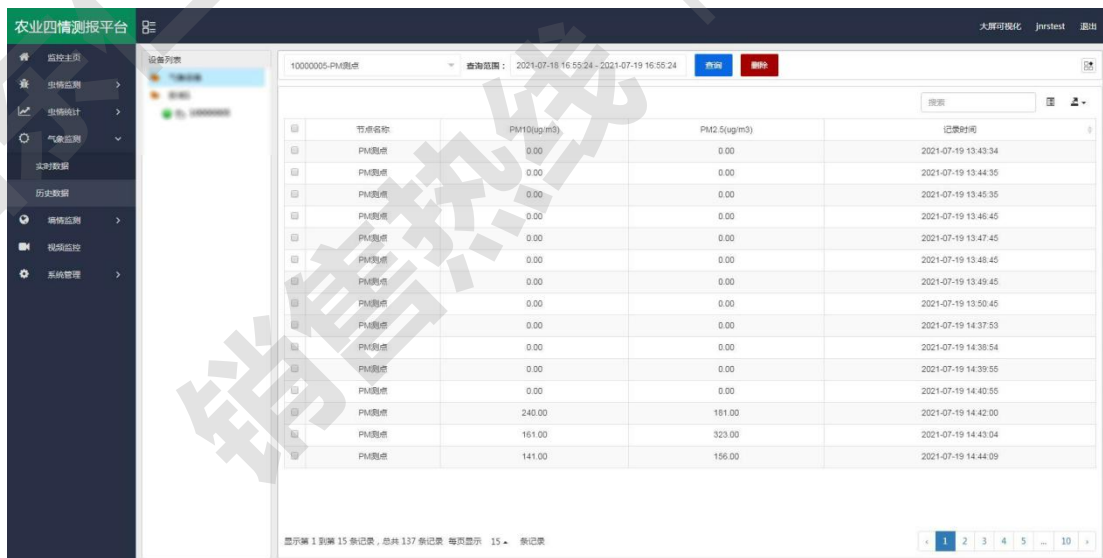 农业四情测报平台 大屏可视化 jnrstest 退出
监控主页
虫情监测
虫情统计
气象监测
实时数据
历史数据
墒情监测
视频监控
系统管理
设备列表
10000005-PM测点 查询范围： 2021-07-18 16:55:24 - 2021-07-19 16:55:24 查询 删除
搜索
节点名称 PM10(ug/m3) PM2.5(ug/m3) 记录时间
PM测点 0.00 0.00 2021-07-19 13:43:34
PM测点 0.00 0.00 2021-07-19 13:44:35
PM测点 0.00 0.00 2021-07-19 13:45:35
PM测点 0.00 0.00 2021-07-19 13:46:45
PM测点 0.00 0.00 2021-07-19 13:47:45
PM测点 0.00 0.00 2021-07-19 13:48:45
PM测点 0.00 0.00 2021-07-19 13:49:45
PM测点 0.00 0.00 2021-07-19 13:50:45
PM测点 0.00 0.00 2021-07-19 14:37:53
PM测点 0.00 0.00 2021-07-19 14:38:54
PM测点 0.00 0.00 2021-07-19 14:39:55
PM测点 0.00 0.00 2021-07-19 14:40:55
PM测点 240.00 181.00 2021-07-19 14:42:00
PM测点 161.00 323.00 2021-07-19 14:43:04
PM测点 141.00 156.00 2021-07-19 14:44:09
显示第 1 到第 15 条记录，总共 137 条记录 每页显示 15 条记录 ‹ 1 2 3 4 5 ... 10 ›
销售热线